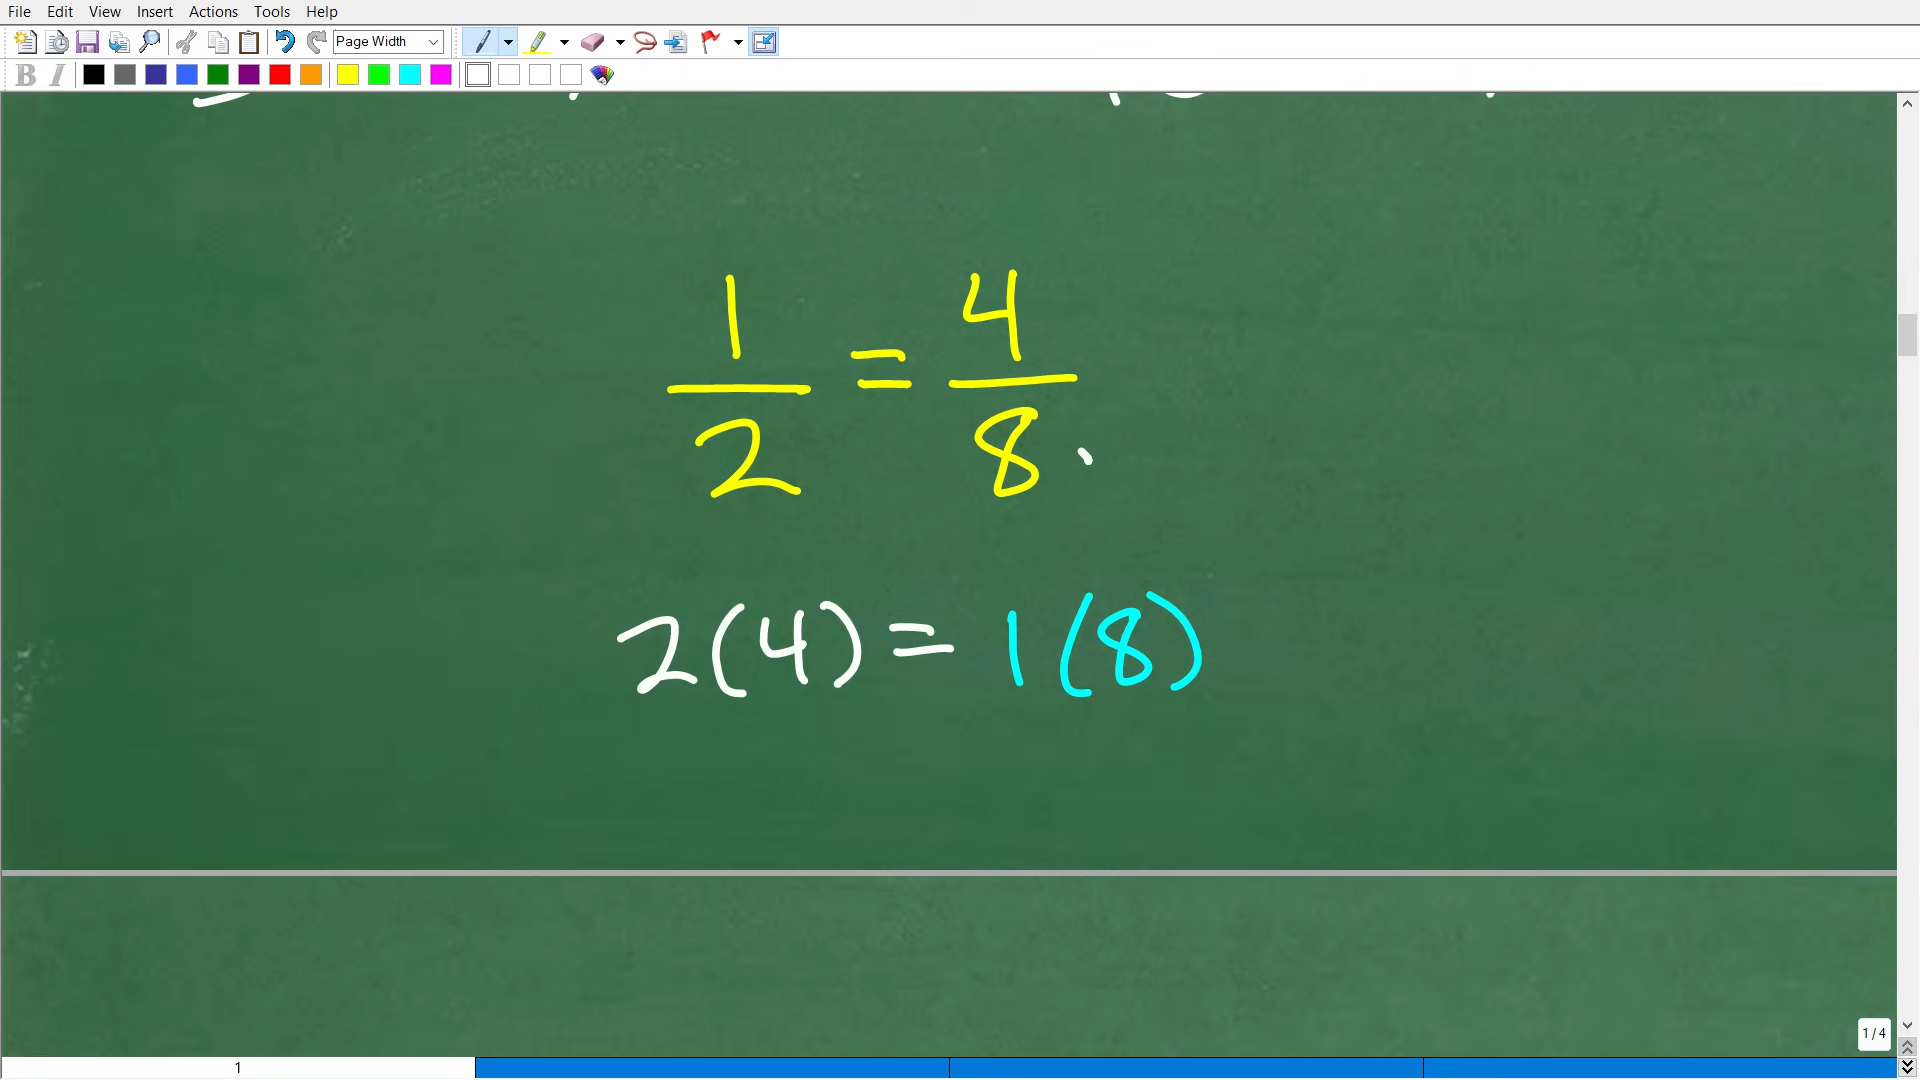 File Edit View Insert Actions Tools Help
Page Width
B I
1/2 = 4/8
2(4) = 1(8)
1 / 4
1